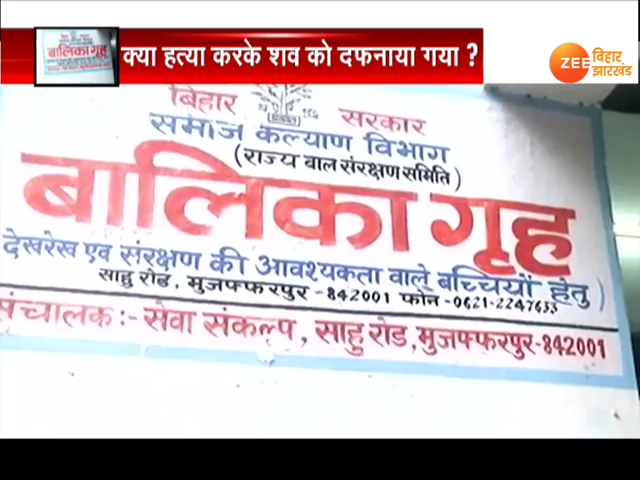 क्या हत्या करके शव को दफनाया गया ?
ZEE बिहार झारखंड
बिहार सरकार
समाज कल्याण विभाग
(राज्य वाल संरक्षण समिति)
बालिका गृह
देखरेख एवं संरक्षण की आवश्यकता वाले बच्चियों हेतु)
साहु रोड, मुजफ्फरपुर -842001 फोन -0621-2247633
संचालक:- सेवा संकल्प, साहु रोड, मुजफ्फरपुर-842001